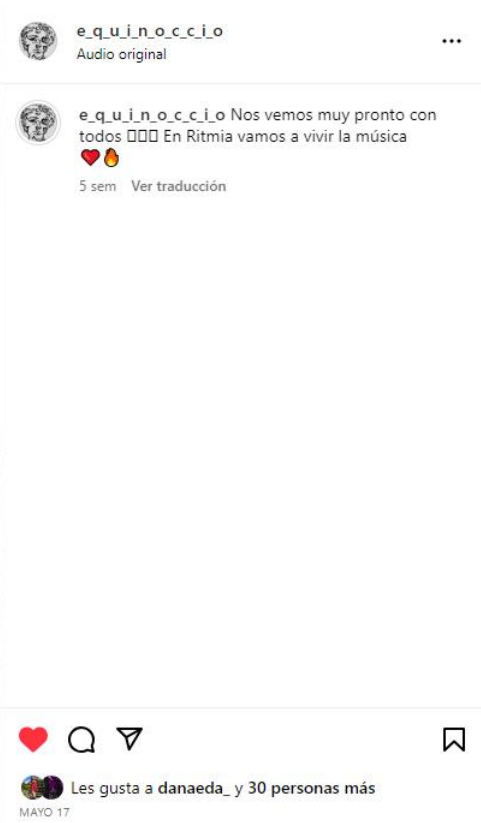 e_q_u_i_n_o_c_c_i_o
Audio original
e_q_u_i_n_o_c_c_i_o Nos vemos muy pronto con
todos □□□ En Ritmia vamos a vivir la música
❤️🔥
5 sem Ver traducción
Les gusta a danaeda_ y 30 personas más
MAYO 17